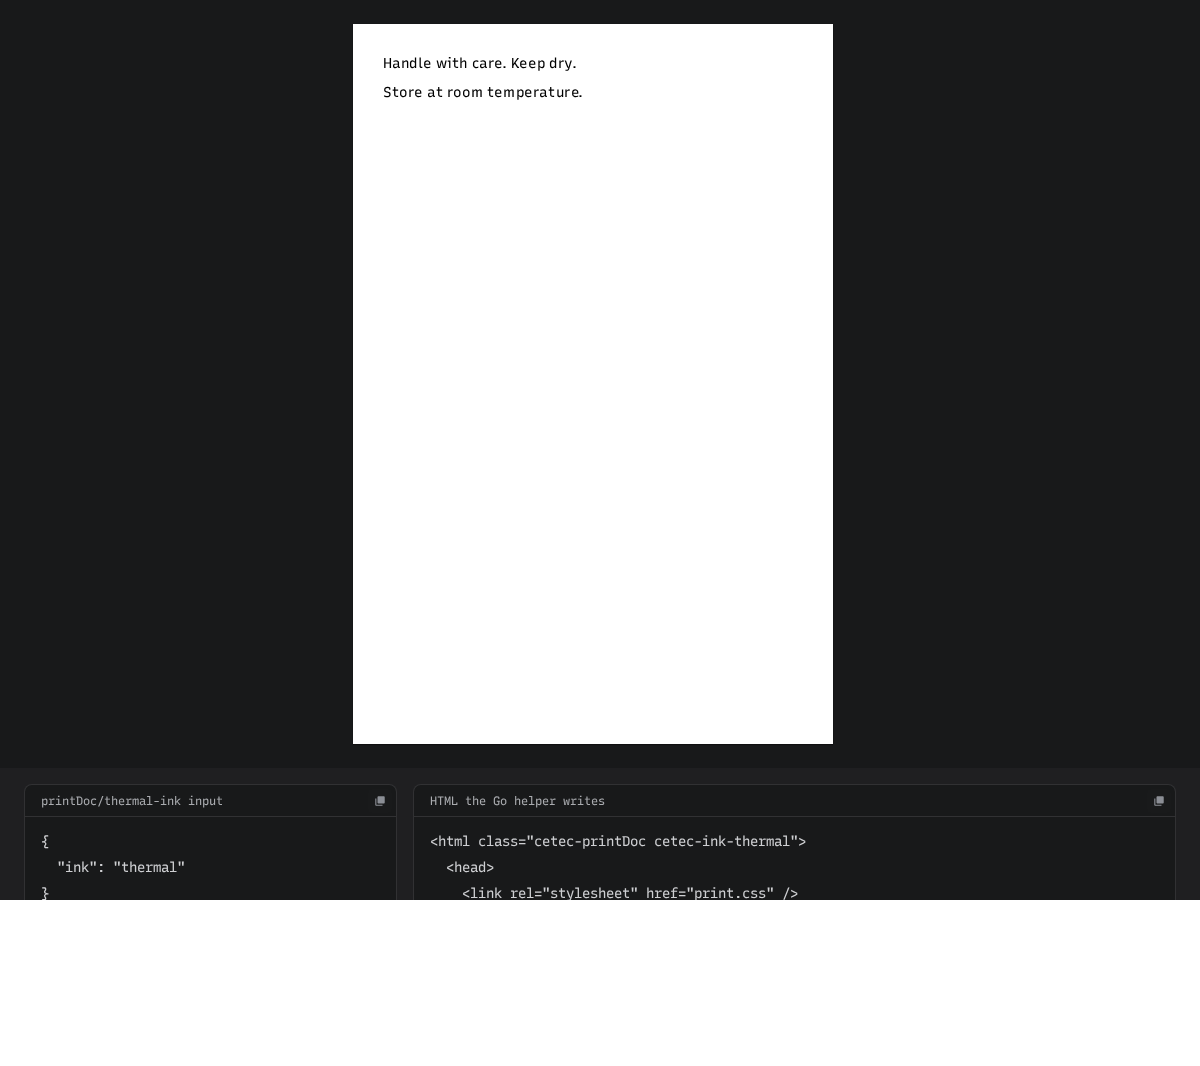 Handle with care. Keep dry.
Store at room temperature.
printDoc/thermal-ink input
{
  "ink": "thermal"
}
HTML the Go helper writes
<html class="cetec-printDoc cetec-ink-thermal">
  <head>
    <link rel="stylesheet" href="print.css" />